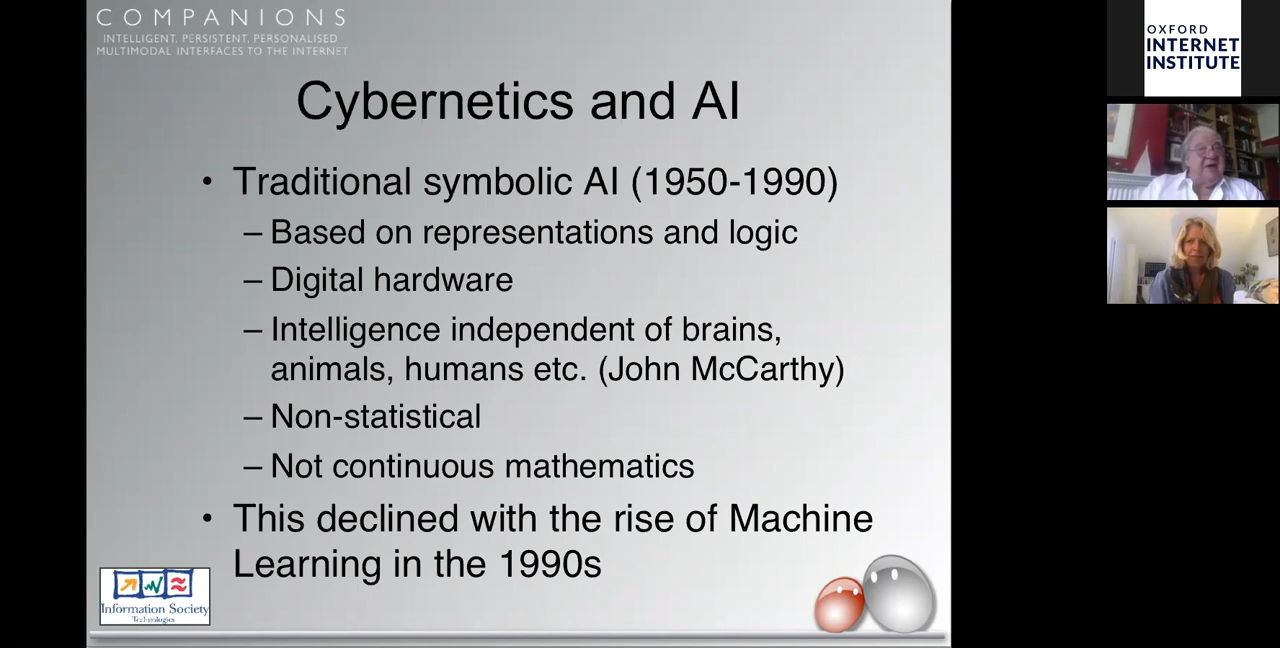 COMPANIONS
INTELLIGENT, PERSISTENT, PERSONALISED
MULTIMODAL INTERFACES TO THE INTERNET
Cybernetics and AI
• Traditional symbolic AI (1950-1990)
– Based on representations and logic
– Digital hardware
– Intelligence independent of brains,
animals, humans etc. (John McCarthy)
– Non-statistical
– Not continuous mathematics
• This declined with the rise of Machine
Learning in the 1990s
Information Society
Technologies
OXFORD
INTERNET
INSTITUTE